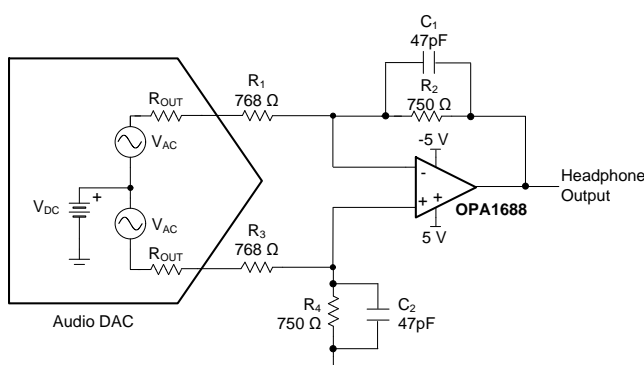 C1
47pF
R2
750 Ω
R1
768 Ω
ROUT
VAC
-5 V
-
+ +
5 V
OPA1688
Headphone
Output
VDC
+
VAC
ROUT
R3
768 Ω
R4
750 Ω
C2
47pF
Audio DAC